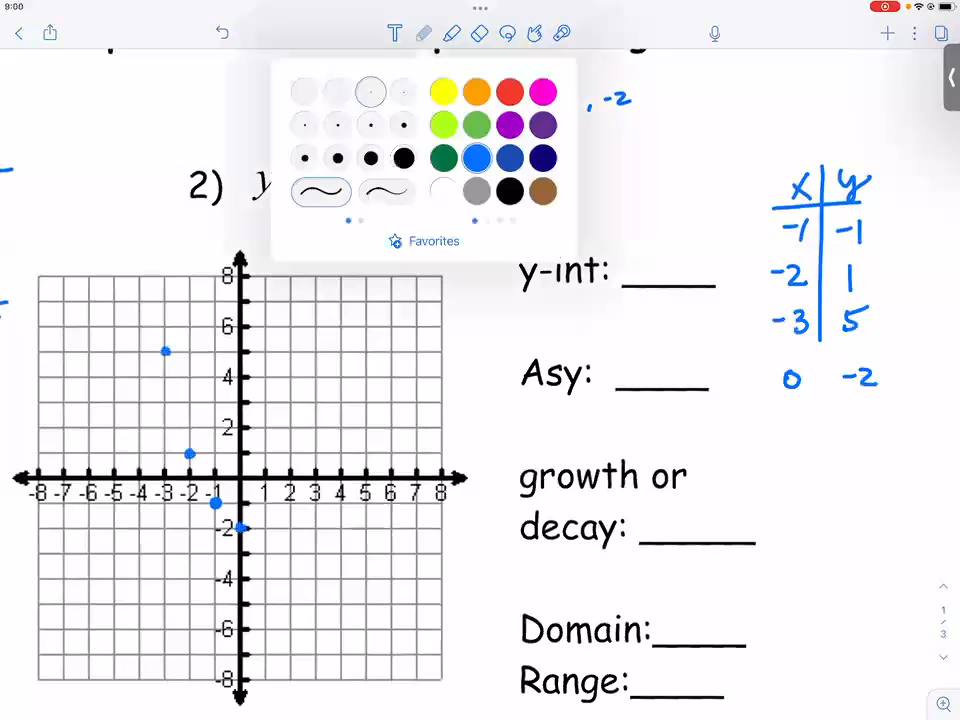 9:00
, -2
2) y
Favorites
x y
-1 -1
-2 1
-3 5
0 -2
y-int: _____
Asy: _____
growth or
decay: ______
Domain:_____
Range:_____
8
6
4
2
-8 -7 -6 -5 -4 -3 -2 -1 1 2 3 4 5 6 7 8
-2
-4
-6
-8
1
/
3